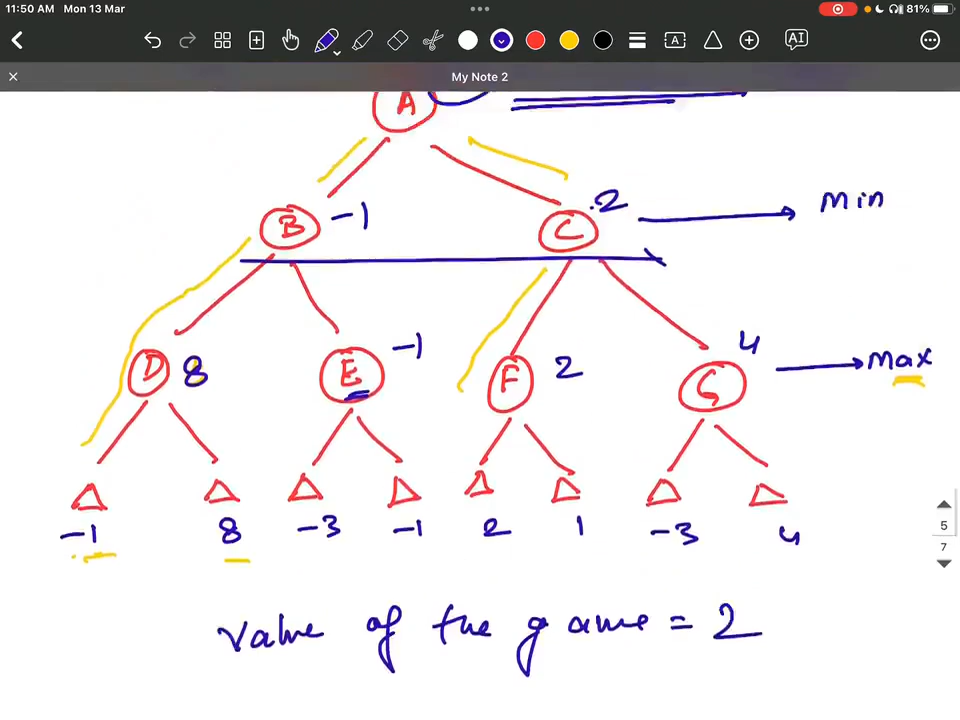 11:50 AM Mon 13 Mar
81%
A
AI
My Note 2
A
B -1
C 2
Min
D 8
E -1
F 2
G 4
max
-1 8 -3 -1 2 1 -3 4
5
7
value of the game = 2